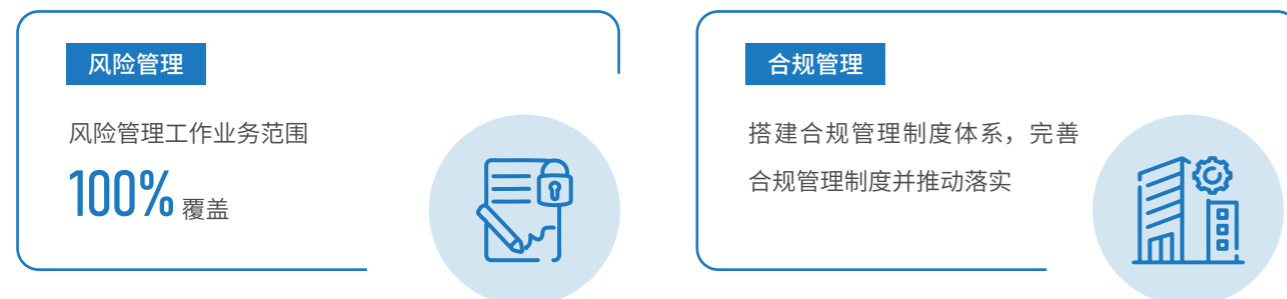 风险管理
风险管理工作业务范围
100% 覆盖
合规管理
搭建合规管理制度体系，完善
合规管理制度并推动落实